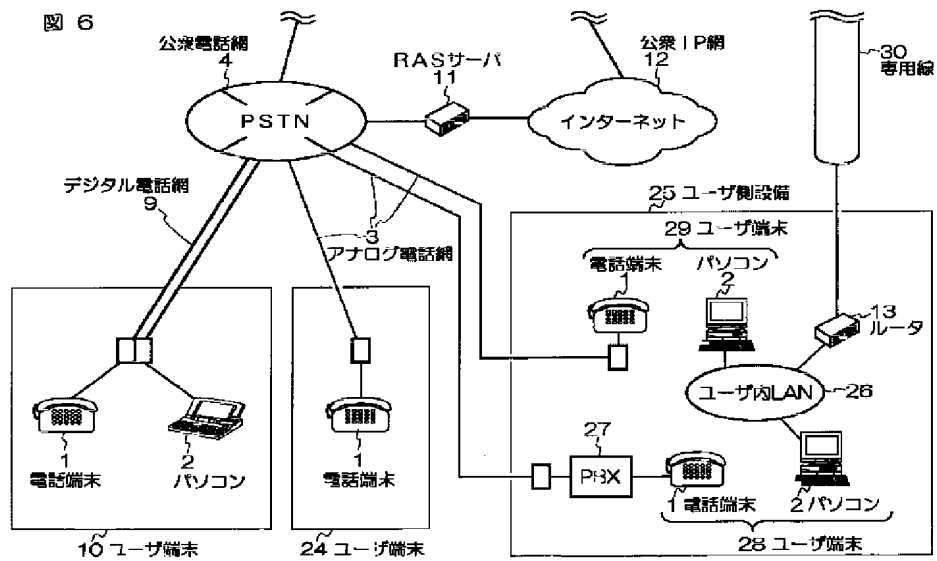 図 6
公衆電話網
4
PSTN
RASサーバ
11
公衆IP網
12
インターネット
30
専用線
デジタル電話網
9
3
アナログ電話網
25 ユーザ側設備
29 ユーザ端末
電話端末
1
パソコン
2
13
ルータ
ユーザ内LAN
26
27
PBX
1 電話端末
2 パソコン
28 ユーザ端末
1
電話端末
2
パソコン
10 ユーザ端末
1
電話端末
24 ユーザ端末